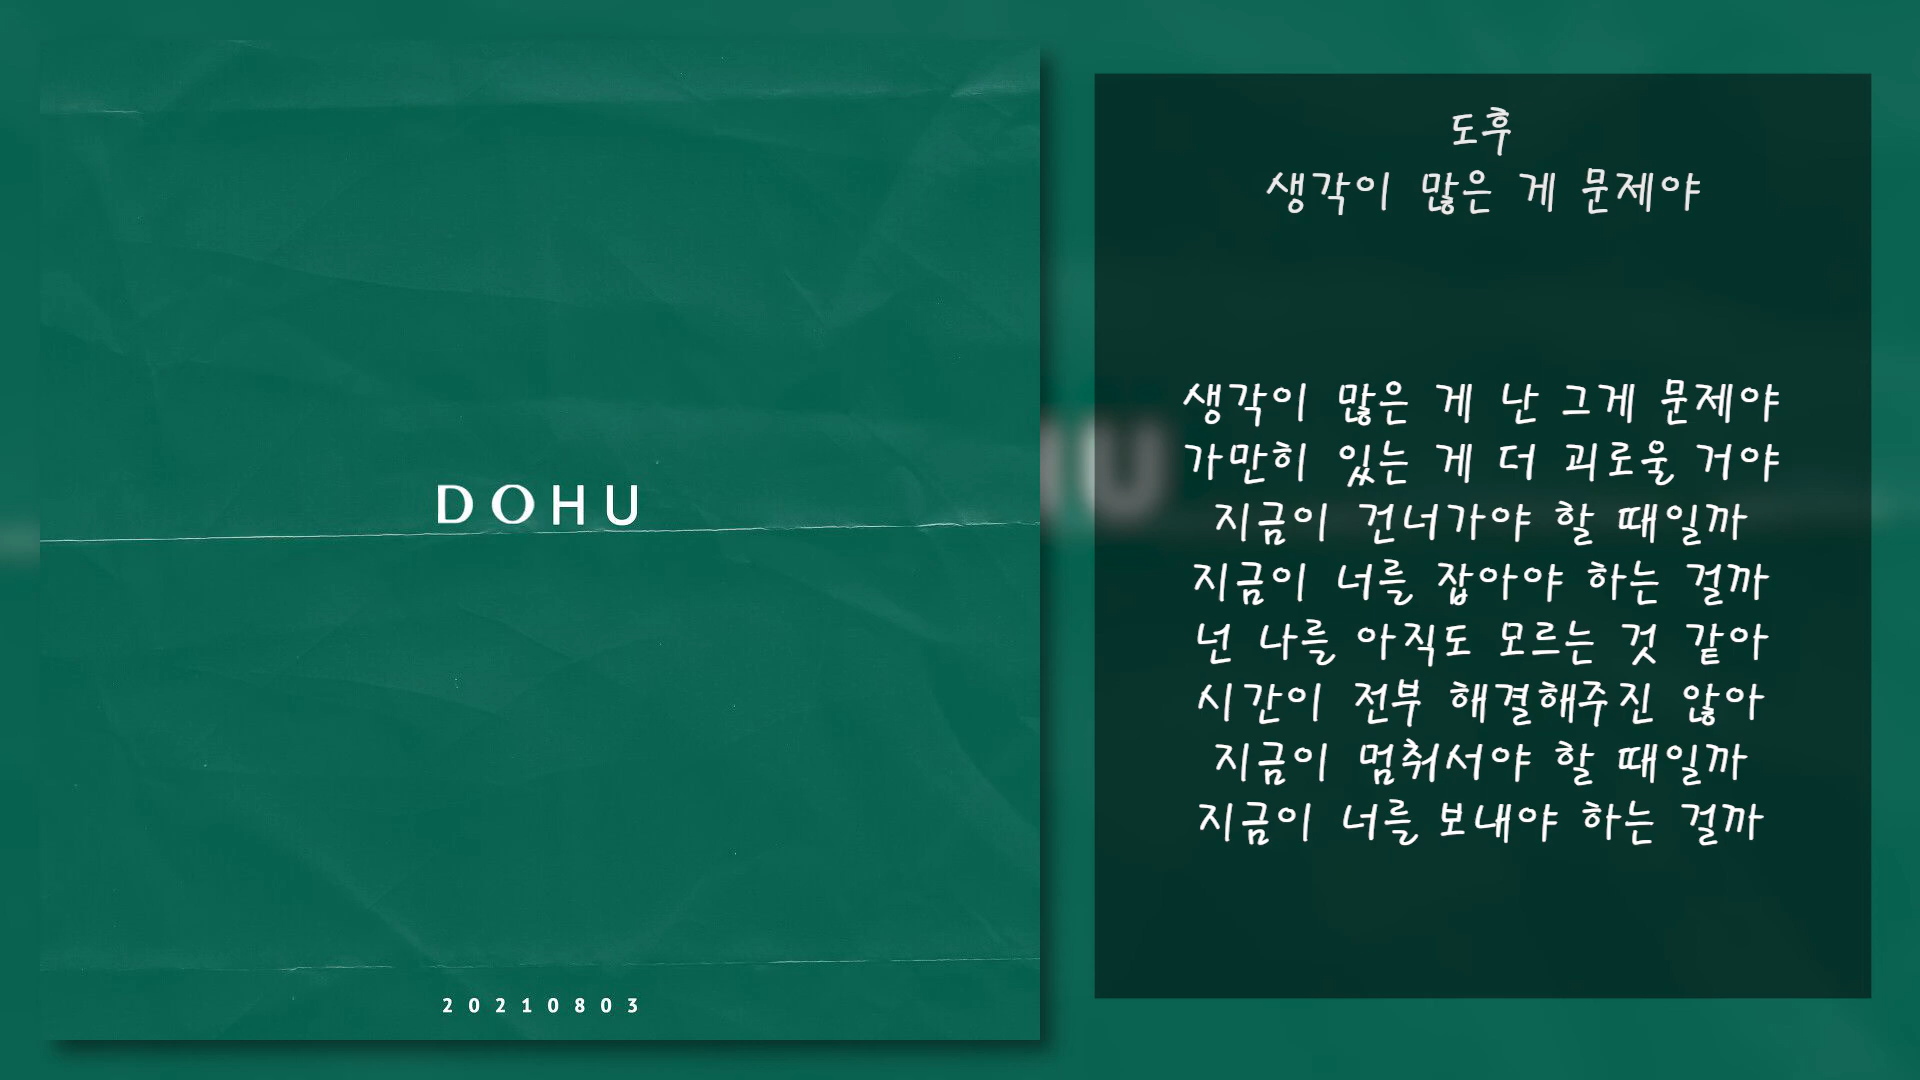 DOHU
20210803
도후
생각이 많은 게 문제야
생각이 많은 게 난 그게 문제야
가만히 있는 게 더 괴로울 거야
지금이 건너가야 할 때일까
지금이 너를 잡아야 하는 걸까
넌 나를 아직도 모르는 것 같아
시간이 전부 해결해주진 않아
지금이 멈춰서야 할 때일까
지금이 너를 보내야 하는 걸까